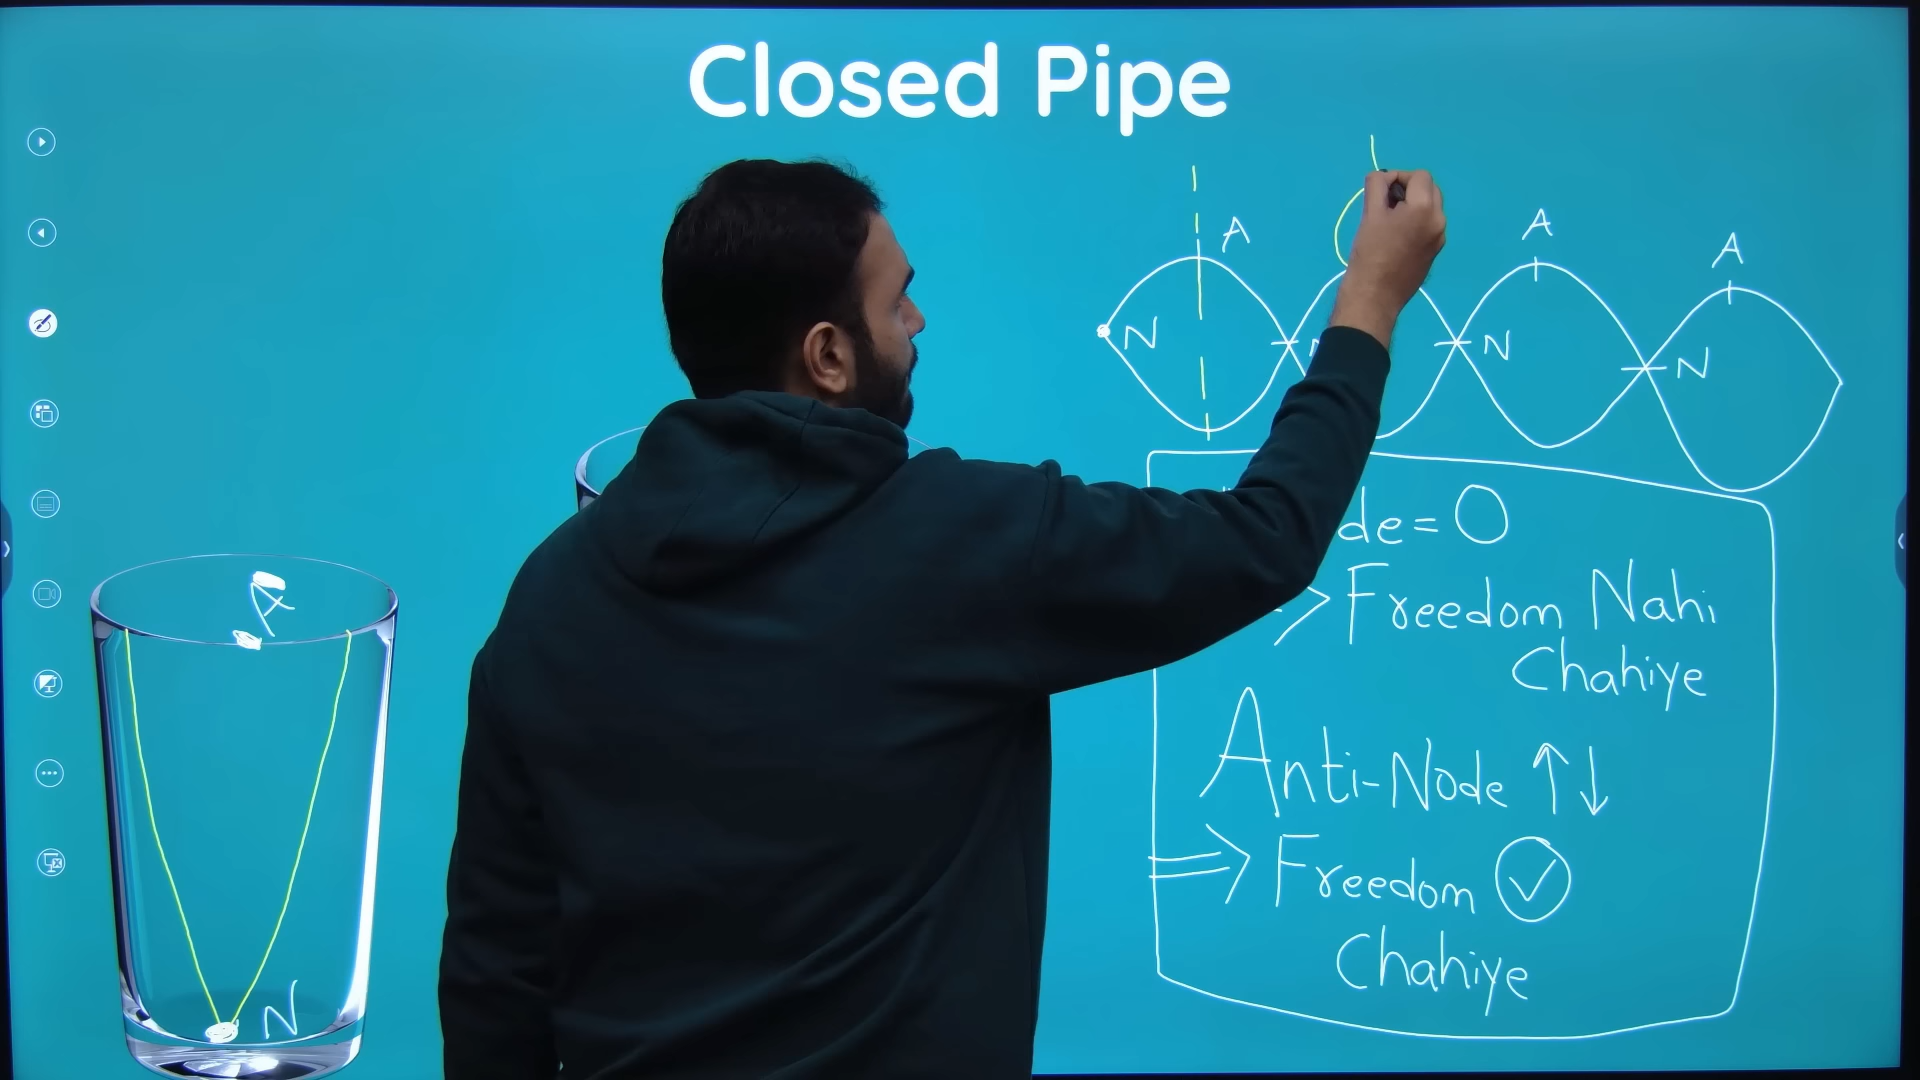 Closed Pipe
A
A
A
N
N
N
de=0
Freedom Nahi
Chahiye
Anti-Node ↑↓
⇒ Freedom ✓
Chahiye
A
N